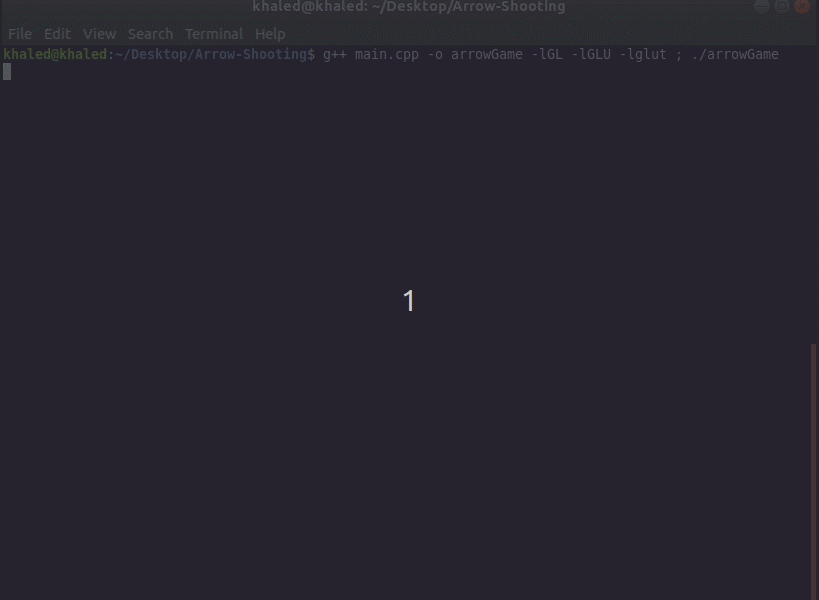 khaled@khaled: ~/Desktop/Arrow-Shooting
File Edit View Search Terminal Help
khaled@khaled:~/Desktop/Arrow-Shooting$ g++ main.cpp -o arrowGame -lGL -lGLU -lglut ; ./arrowGame
1